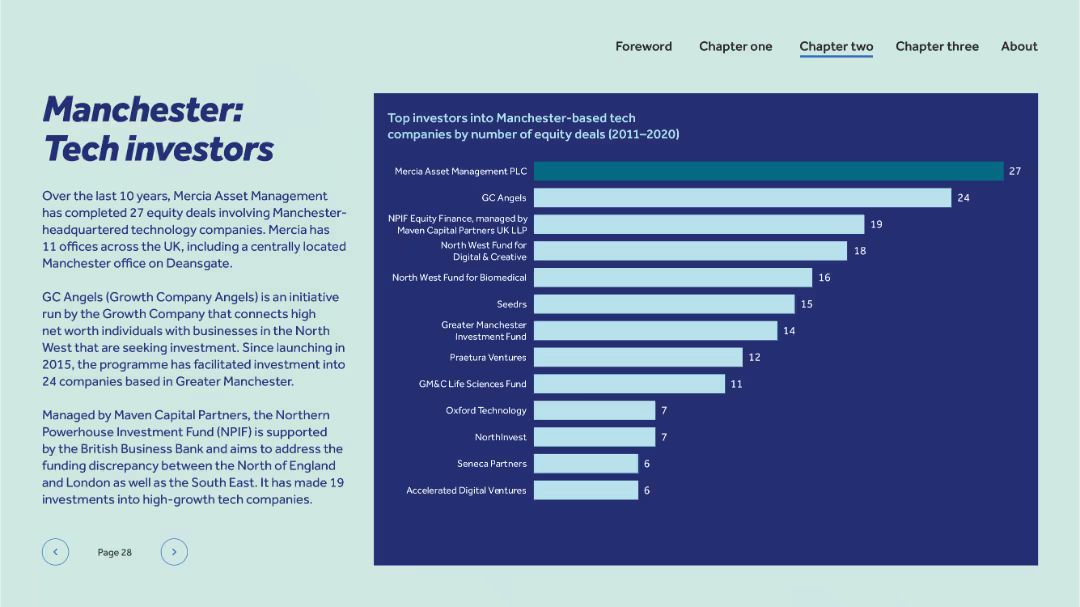 Foreword
Chapter one
Chapter two
Chapter three
About
Manchester:
Tech investors
Over the last 10 years, Mercia Asset Management
has completed 27 equity deals involving Manchester-
headquartered technology companies. Mercia has
11 offices across the UK, including a centrally located
Manchester office on Deansgate.
GC Angels (Growth Company Angels) is an initiative
run by the Growth Company that connects high
net worth individuals with businesses in the North
West that are seeking investment. Since launching in
2015, the programme has facilitated investment into
24 companies based in Greater Manchester.
Managed by Maven Capital Partners, the Northern
Powerhouse Investment Fund (NPIF) is supported
by the British Business Bank and aims to address the
funding discrepancy between the North of England
and London as well as the South East. It has made 19
investments into high-growth tech companies.
Page 28
Top investors into Manchester-based tech
companies by number of equity deals (2011–2020)
Mercia Asset Management PLC 27
GC Angels 24
NPIF Equity Finance, managed by
Maven Capital Partners UK LLP 19
North West Fund for
Digital & Creative 18
North West Fund for Biomedical 16
Seedrs 15
Greater Manchester
Investment Fund 14
Praetura Ventures 12
GM&C Life Sciences Fund 11
Oxford Technology 7
NorthInvest 7
Seneca Partners 6
Accelerated Digital Ventures 6